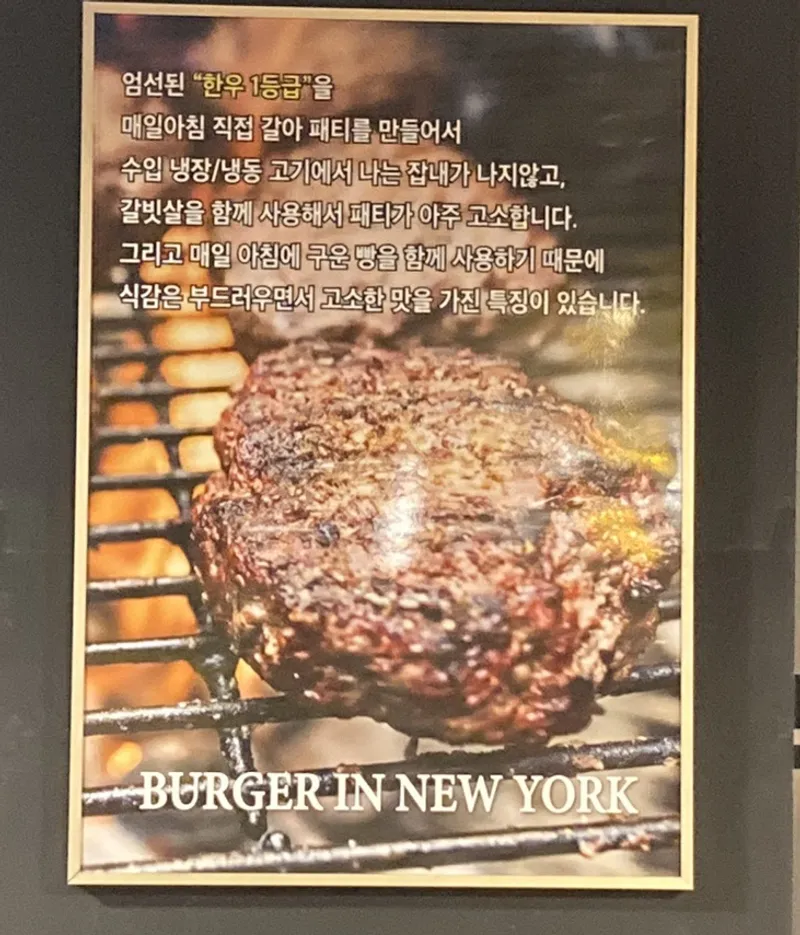 엄선된 “한우 1등급”을
매일아침 직접 갈아 패티를 만들어서
수입 냉장/냉동 고기에서 나는 잡내가 나지않고,
갈빗살을 함께 사용해서 패티가 아주 고소합니다.
그리고 매일 아침에 구운 빵을 함께 사용하기 때문에
식감은 부드러우면서 고소한 맛을 가진 특징이 있습니다.
BURGER IN NEW YORK